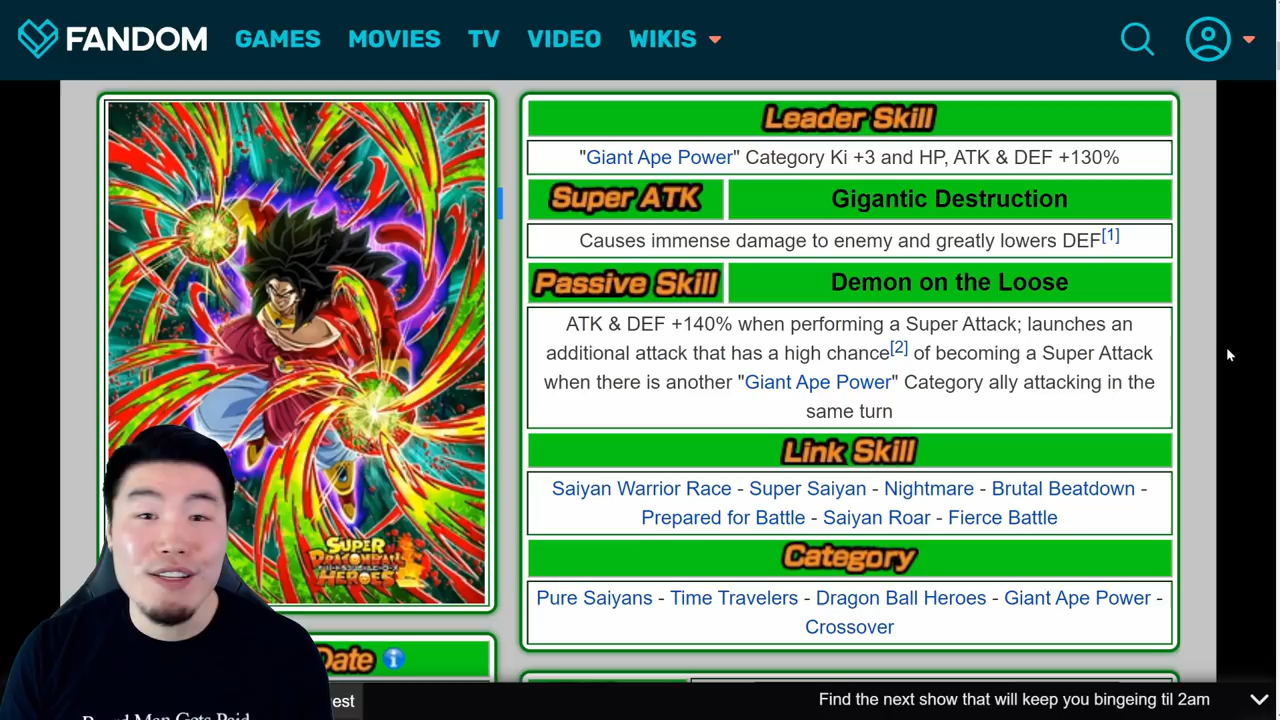 FANDOM GAMES MOVIES TV VIDEO WIKIS
Leader Skill
"Giant Ape Power" Category Ki +3 and HP, ATK & DEF +130%
Super ATK
Gigantic Destruction
Causes immense damage to enemy and greatly lowers DEF[1]
Passive Skill
Demon on the Loose
ATK & DEF +140% when performing a Super Attack; launches an
additional attack that has a high chance[2] of becoming a Super Attack
when there is another "Giant Ape Power" Category ally attacking in the
same turn
Link Skill
Saiyan Warrior Race - Super Saiyan - Nightmare - Brutal Beatdown -
Prepared for Battle - Saiyan Roar - Fierce Battle
Category
Pure Saiyans - Time Travelers - Dragon Ball Heroes - Giant Ape Power -
Crossover
SUPER
DRAGONBALL
HEROES
Date
est
Find the next show that will keep you bingeing til 2am
Man Gets Paid